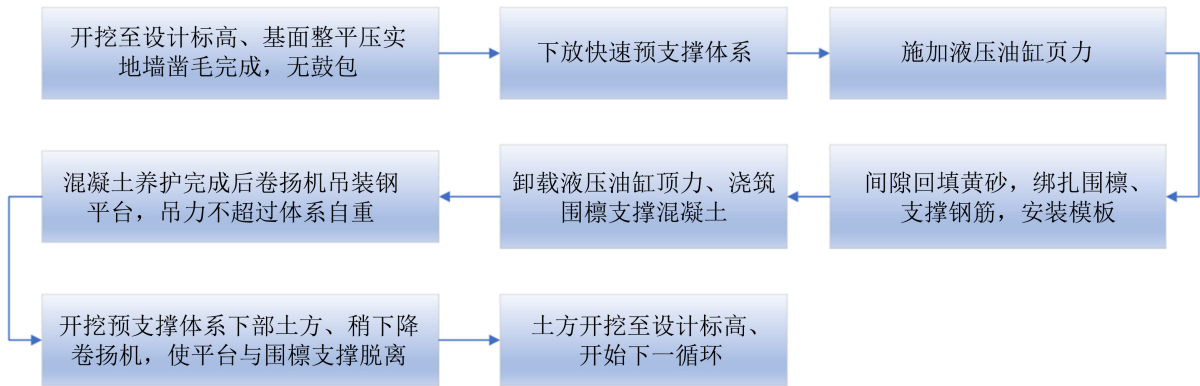 开挖至设计标高、基面整平压实
地墙凿毛完成，无鼓包
下放快速预支撑体系
施加液压油缸页力
间隙回填黄砂，绑扎围檩、
支撑钢筋，安装模板
卸载液压油缸顶力、浇筑
围檩支撑混凝土
混凝土养护完成后卷扬机吊装钢
平台，吊力不超过体系自重
开挖预支撑体系下部土方、稍下降
卷扬机，使平台与围檩支撑脱离
土方开挖至设计标高、
开始下一循环